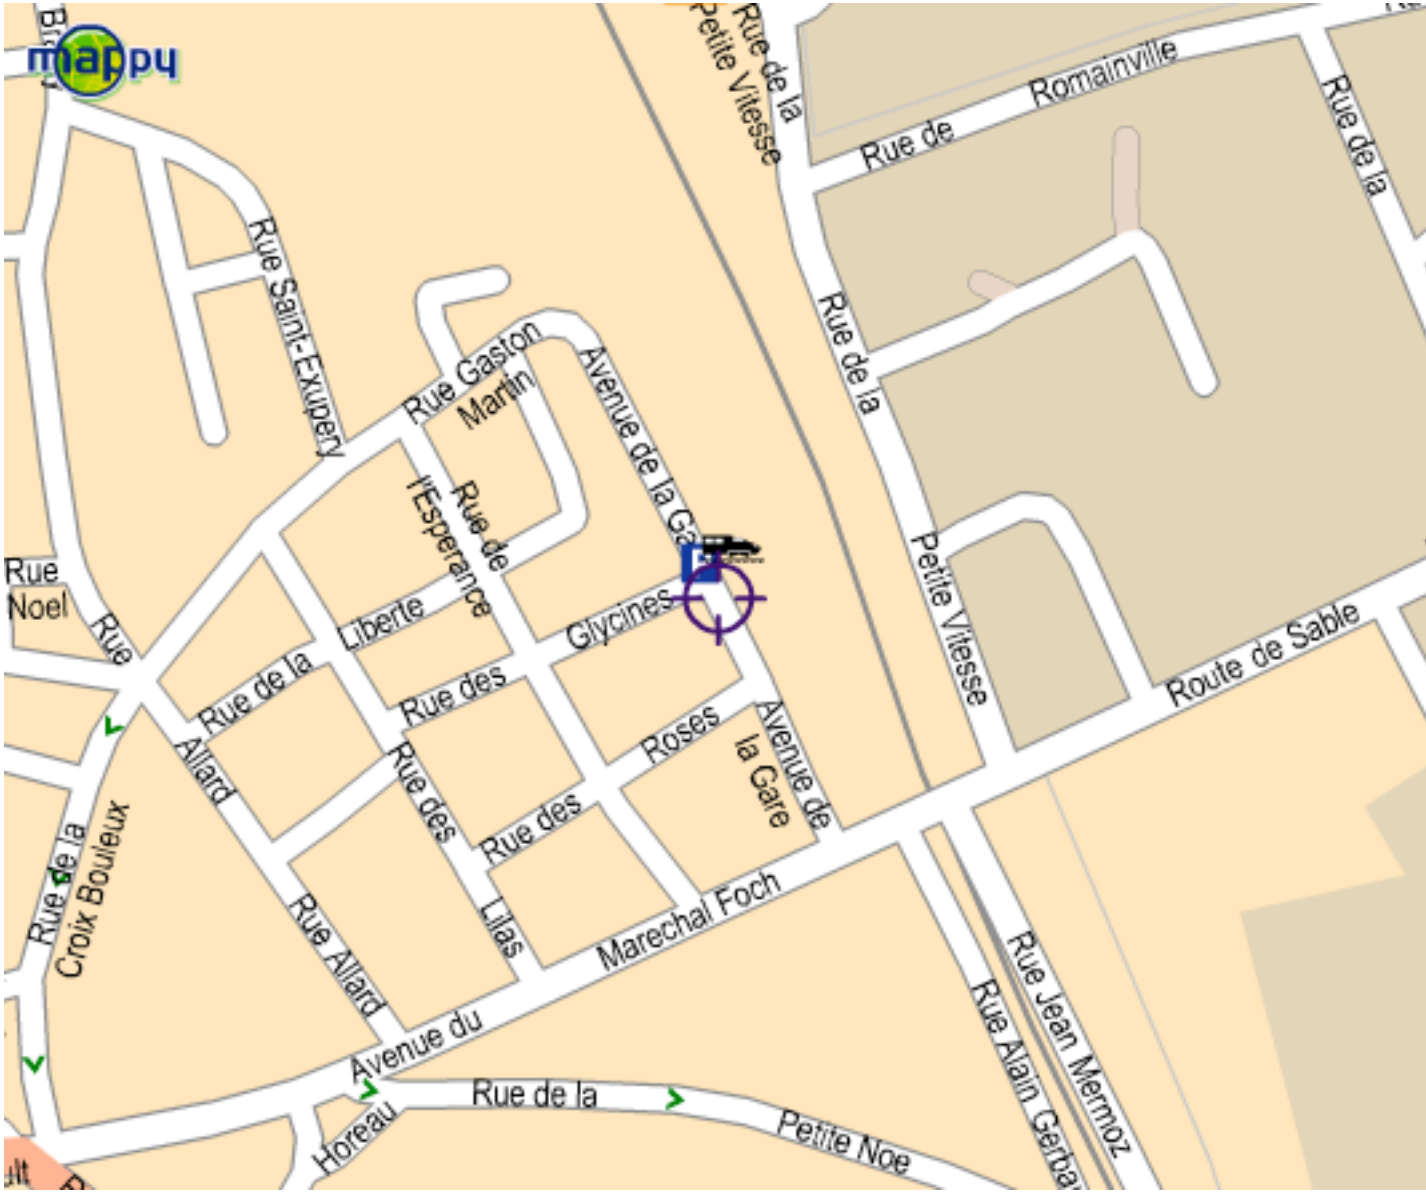 mappy
Rue de la
Petite Vitesse
Rue de
Romainville
Rue de la
Rue Saint-Exupery
Rue de la
Rue Gaston
Martin
Avenue de la Ga
Rue de
l'Esperance
Petite Vitesse
Rue
Noel
Rue
Liberte
Glycines
Rue de la
Rue des
Route de Sable
Allard
Rue des
Roses
Avenue de
la Gare
Rue des
Rue de la
Croix Bouleux
Rue Allard
Lilas
Marechal Foch
Avenue du
Rue Jean Mermoz
Rue Alain Gerba
Rue de la
Petite Noe
Horeau